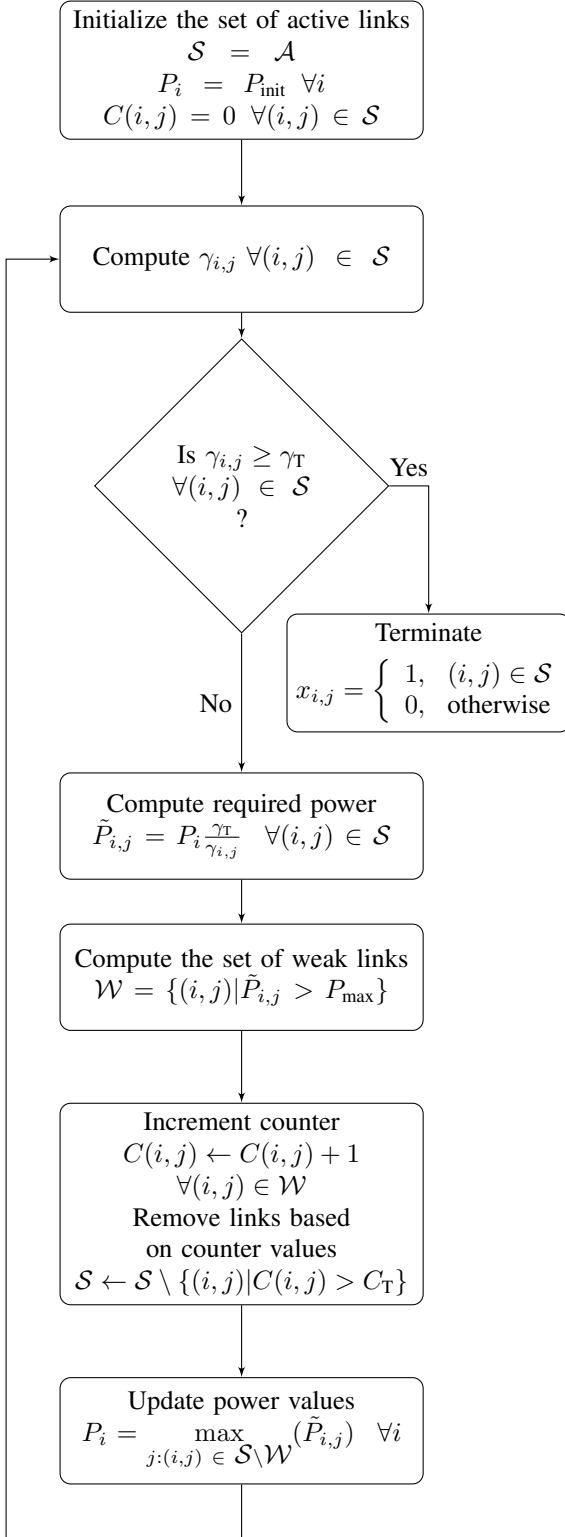 Initialize the set of active links
𝒮 = 𝒜
P_i = P_init ∀i
C(i, j) = 0 ∀(i, j) ∈ 𝒮
Compute γ_{i,j} ∀(i, j) ∈ 𝒮
Is γ_{i,j} ≥ γ_T
∀(i, j) ∈ 𝒮
?
Yes
Terminate
x_{i,j} = { 1, (i, j) ∈ 𝒮
0, otherwise
No
Compute required power
P̃_{i,j} = P_i γ_T/γ_{i,j} ∀(i, j) ∈ 𝒮
Compute the set of weak links
𝒲 = {(i, j)|P̃_{i,j} > P_max}
Increment counter
C(i, j) ← C(i, j) + 1
∀(i, j) ∈ 𝒲
Remove links based
on counter values
𝒮 ← 𝒮 \ {(i, j)|C(i, j) > C_T}
Update power values
P_i = max (P̃_{i,j}) ∀i
j:(i,j) ∈ 𝒮\𝒲